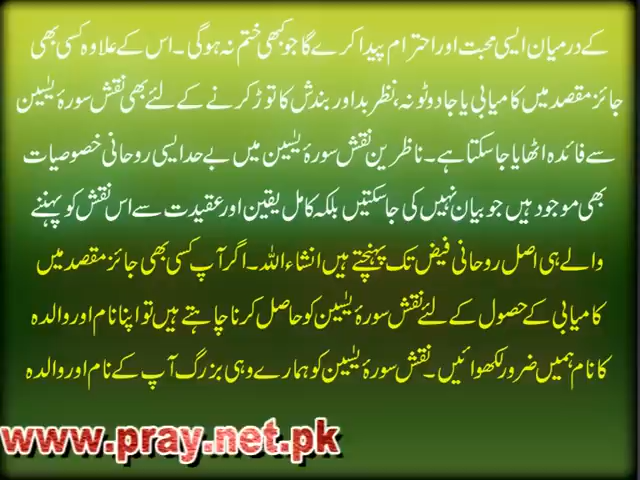 کے درمیان ایسی محبت اور احترام پیدا کرے گا جو کبھی ختم نہ ہوگی۔ اس کے علاوہ کسی بھی
جائز مقصد میں کامیابی یا جادو ٹونہ، نظر بد اور بندش کا توڑ کرنے کے لئے بھی نقش سورۂ یٰسین
سے فائدہ اٹھایا جاسکتا ہے۔ ناظرین نقش سورۂ یٰسین میں بے حد ایسی روحانی خصوصیات
بھی موجود ہیں جو بیان نہیں کی جاسکتیں بلکہ کامل یقین اور عقیدت سے اس نقش کو پہننے
والے ہی اصل روحانی فیض تک پہنچتے ہیں انشاء اللہ۔ اگر آپ کسی بھی جائز مقصد میں
کامیابی کے حصول کے لئے نقش سورۂ یٰسین کو حاصل کرنا چاہتے ہیں تو اپنا نام اور والدہ
کا نام ہمیں ضرور لکھوائیں۔ نقش سورۂ یٰسین کو ہمارے وہی بزرگ آپ کے نام اور والدہ
www.pray.net.pk